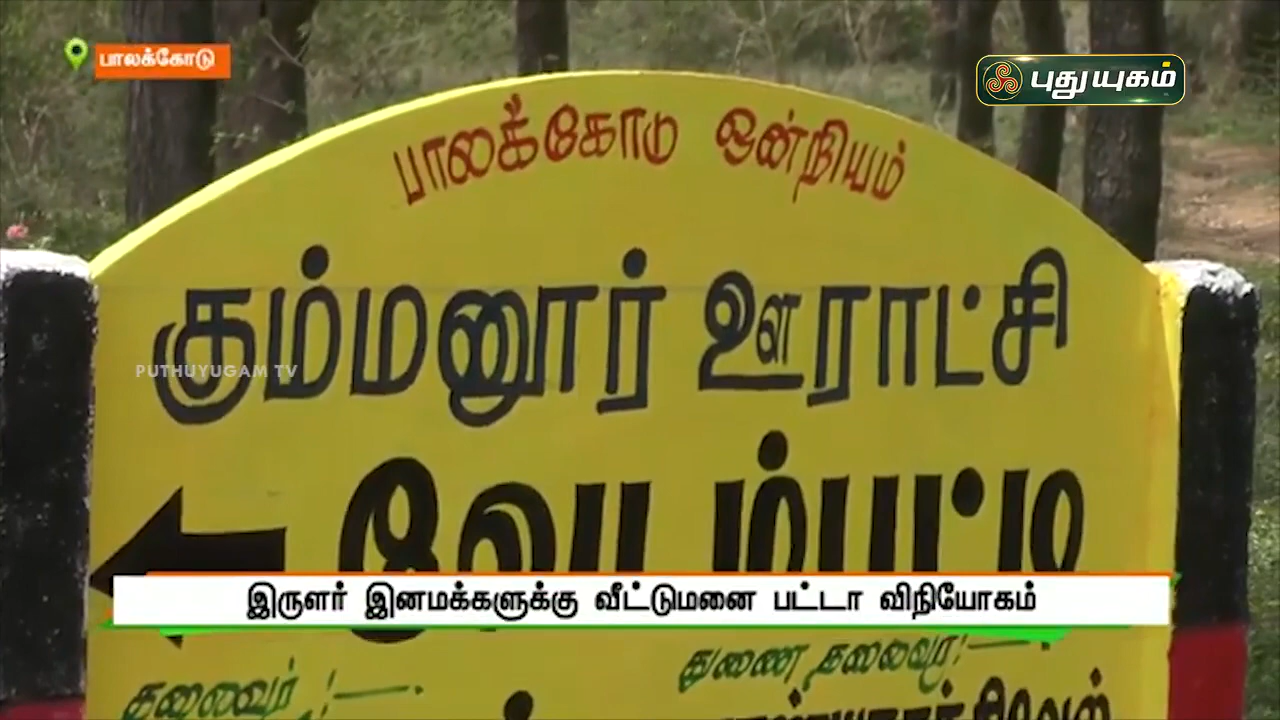 பாலக்கோடு
புதுயுகம்
பாலக்கோடு ஒன்றியம்
கும்மனூர் ஊராட்சி
PUTHUYUGAM TV
இருளர் இனமக்களுக்கு வீட்டுமனை பட்டா விநியோகம்
தலைவர் :— துணை தலைவர் :—